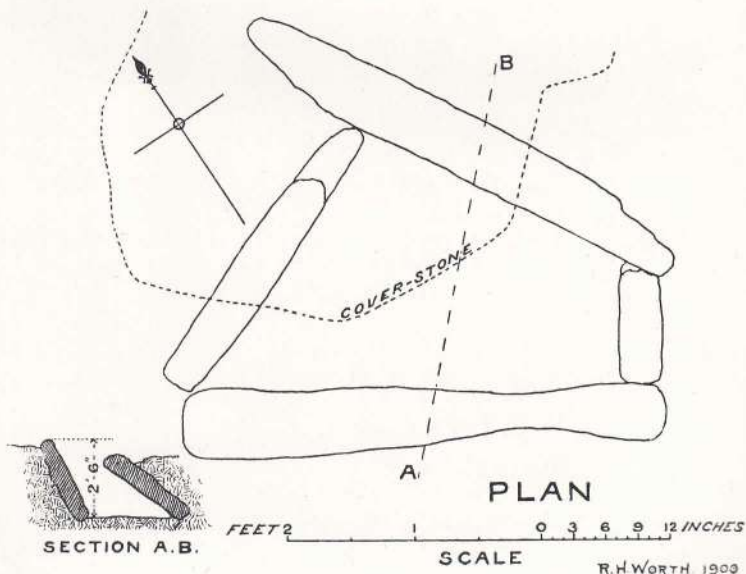 B
COVER-STONE
A
2'.6"
SECTION A.B.
PLAN
FEET 2 1 0 3 6 9 12 INCHES
SCALE
R.H.WORTH. 1903